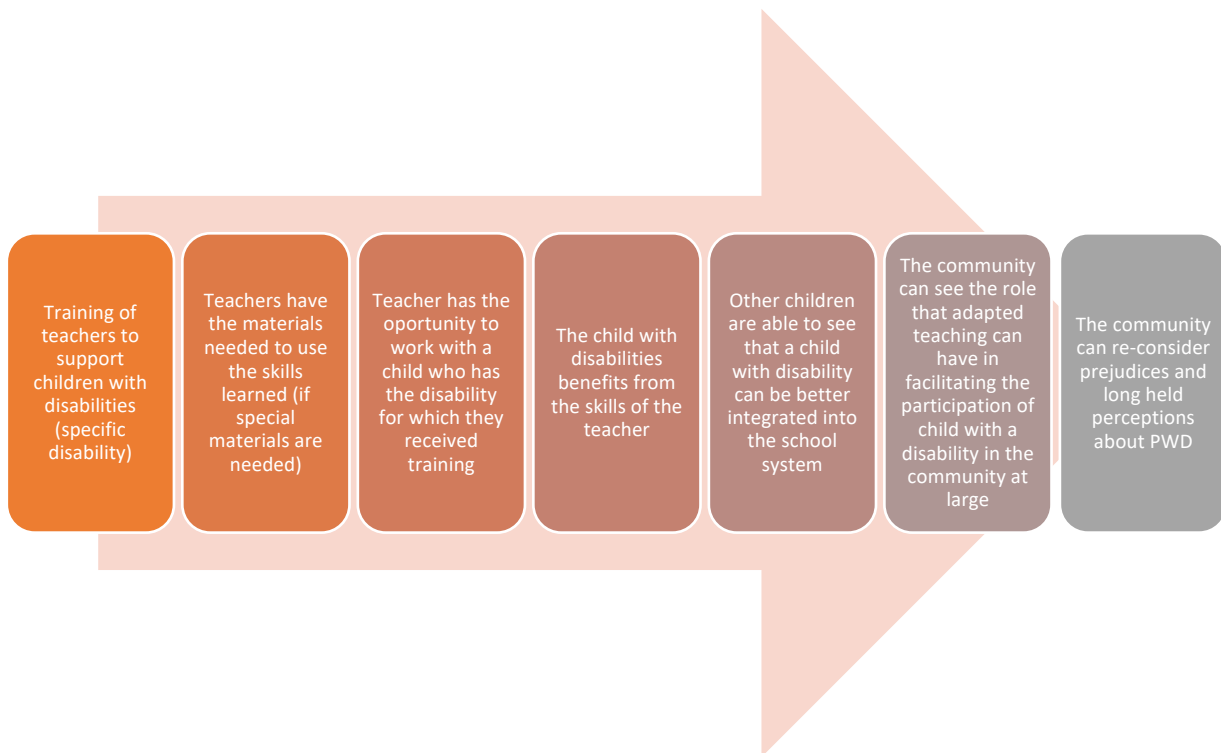 Training of
teachers to
support
children with
disabilities
(specific
disability)
Teachers have
the materials
needed to use
the skills
learned (if
special
materials are
needed)
Teacher has the
oportunity to
work with a
child who has
the disability
for which they
received
training
The child with
disabilities
benefits from
the skills of the
teacher
Other children
are able to see
that a child
with disability
can be better
integrated into
the school
system
The community
can see the role
that adapted
teaching can
have in
facilitating the
participation of
child with a
disability in the
community at
large
The community
can re-consider
prejudices and
long held
perceptions
about PWD